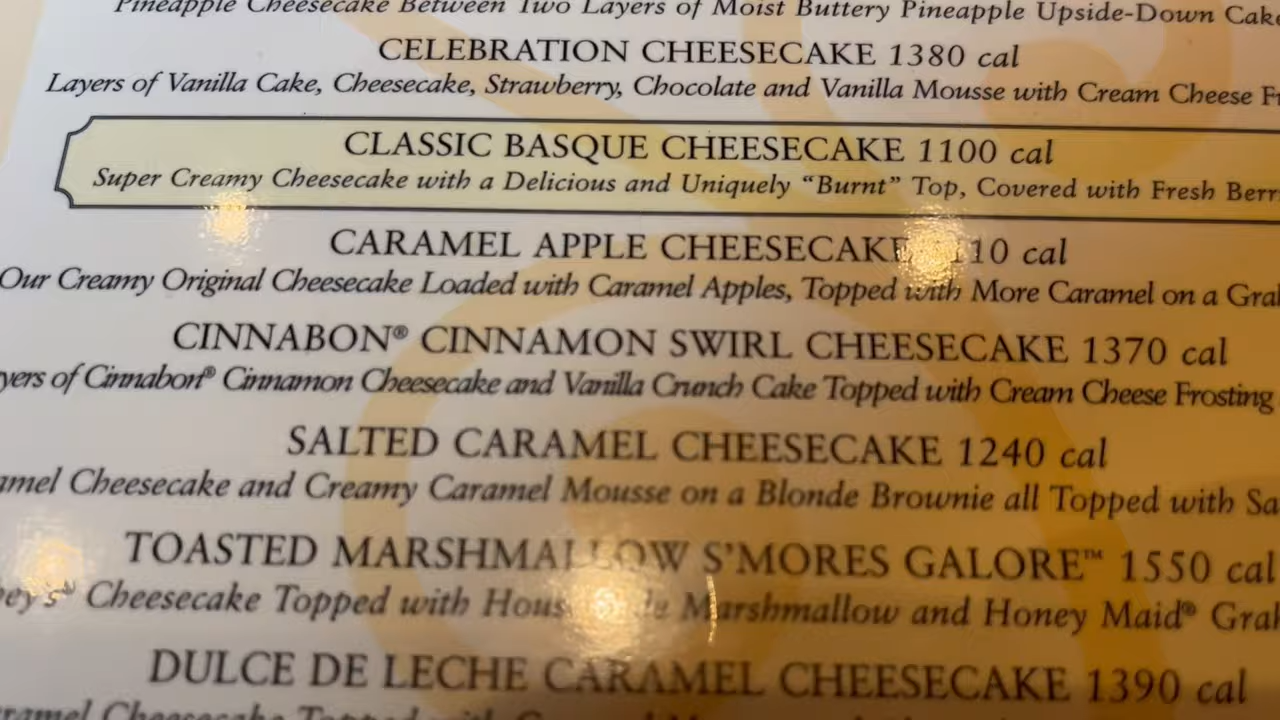 Pineapple Cheesecake Between Two Layers of Moist Buttery Pineapple Upside-Down Cake
CELEBRATION CHEESECAKE 1380 cal
Layers of Vanilla Cake, Cheesecake, Strawberry, Chocolate and Vanilla Mousse with Cream Cheese
CLASSIC BASQUE CHEESECAKE 1100 cal
Super Creamy Cheesecake with a Delicious and Uniquely “Burnt” Top, Covered with Fresh
CARAMEL APPLE CHEESECAKE cal
Our Creamy Original Cheesecake Loaded with Caramel Apples, Topped with More Caramel on a
CINNABON® CINNAMON SWIRL CHEESECAKE 1370 cal
of Cinnabon® Cinnamon Cheesecake and Vanilla Crunch Cake Topped with Cream Cheese Frosting
SALTED CARAMEL CHEESECAKE 1240 cal
Cheesecake and Creamy Caramel Mousse on a Blonde Brownie all Topped with
TOASTED MARSHMALLOW S’MORES GALORE™ 1550 cal
Cheesecake Topped with Marshmallow and Honey Maid®
DULCE DE LECHE CARAMEL CHEESECAKE 1390 cal
Cheesecake Topped with